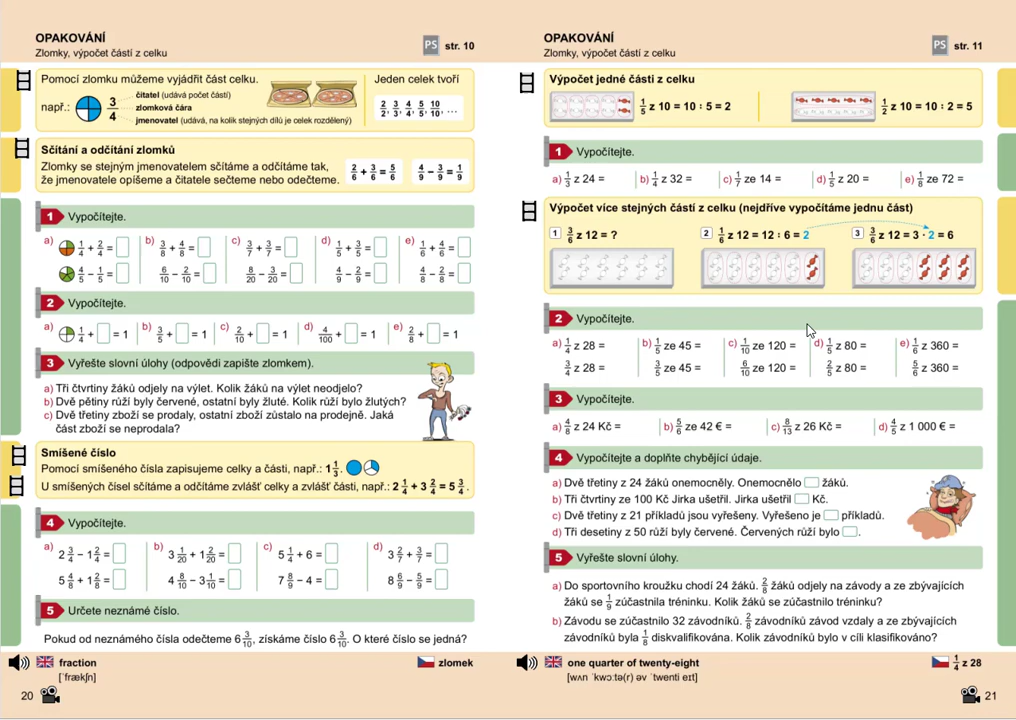 OPAKOVÁNÍ
Zlomky, výpočet částí z celku
PS str. 10
Pomocí zlomku můžeme vyjádřit část celku.
např.: 3/4
čitatel (udává počet částí)
zlomková čára
jmenovatel (udává, na kolik stejných dílů je celek rozdělený)
Jeden celek tvoří
2/2, 3/3, 4/4, 5/5, 10/10, ...
Sčítání a odčítání zlomků
Zlomky se stejným jmenovatelem sčítáme a odčítáme tak,
že jmenovatele opíšeme a čitatele sečteme nebo odečteme.
2/6 + 3/6 = 5/6 4/9 − 3/9 = 1/9
1 Vypočítejte.
a) 1/4 + 2/4 = b) 3/8 + 4/8 = c) 3/7 + 3/7 = d) 1/5 + 3/5 = e) 1/6 + 4/6 =
4/5 − 1/5 = 6/10 − 2/10 = 8/20 − 3/20 = 4/9 − 2/9 = 4/8 − 2/8 =
2 Vypočítejte.
a) 1/4 + = 1 b) 3/5 + = 1 c) 2/10 + = 1 d) 4/100 + = 1 e) 2/8 + = 1
3 Vyřešte slovní úlohy (odpovědi zapište zlomkem).
a) Tři čtvrtiny žáků odjely na výlet. Kolik žáků na výlet neodjelo?
b) Dvě pětiny růží byly červené, ostatní byly žluté. Kolik růží bylo žlutých?
c) Dvě třetiny zboží se prodaly, ostatní zboží zůstalo na prodejně. Jaká
část zboží se neprodala?
Smíšené číslo
Pomocí smíšeného čísla zapisujeme celky a části, např.: 1 1/3.
U smíšených čísel sčítáme a odčítáme zvlášť celky a zvlášť části, např.: 2 1/4 + 3 2/4 = 5 3/4.
4 Vypočítejte.
a) 2 3/4 − 1 2/4 = b) 3 1/20 + 1 2/20 = c) 5 1/4 + 6 = d) 3 2/7 + 3/7 =
5 4/8 + 1 2/8 = 4 8/10 − 3 1/10 = 7 8/9 − 4 = 8 6/9 − 5/9 =
5 Určete neznámé číslo.
Pokud od neznámého čísla odečteme 6 3/10, získáme číslo 6 3/10. O které číslo se jedná?
fraction
[ˈfrækʃn]
zlomek
20
OPAKOVÁNÍ
Zlomky, výpočet částí z celku
PS str. 11
Výpočet jedné části z celku
1/5 z 10 = 10 : 5 = 2 1/2 z 10 = 10 : 2 = 5
1 Vypočítejte.
a) 1/3 z 24 = b) 1/4 z 32 = c) 1/7 ze 14 = d) 1/5 z 20 = e) 1/8 ze 72 =
Výpočet více stejných částí z celku (nejdříve vypočítáme jednu část)
1 3/6 z 12 = ? 2 1/6 z 12 = 12 : 6 = 2 3 3/6 z 12 = 3 · 2 = 6
2 Vypočítejte.
a) 1/4 z 28 = b) 1/5 ze 45 = c) 1/10 ze 120 = d) 1/5 z 80 = e) 1/6 z 360 =
3/4 z 28 = 3/5 ze 45 = 6/10 ze 120 = 2/5 z 80 = 5/6 z 360 =
3 Vypočítejte.
a) 4/8 z 24 Kč = b) 5/6 ze 42 € = c) 8/13 z 26 Kč = d) 4/5 z 1 000 € =
4 Vypočítejte a doplňte chybějící údaje.
a) Dvě třetiny z 24 žáků onemocněly. Onemocnělo žáků.
b) Tři čtvrtiny ze 100 Kč Jirka ušetřil. Jirka ušetřil Kč.
c) Dvě třetiny z 21 příkladů jsou vyřešeny. Vyřešeno je příkladů.
d) Tři desetiny z 50 růží byly červené. Červených růží bylo .
5 Vyřešte slovní úlohy.
a) Do sportovního kroužku chodí 24 žáků. 2/8 žáků odjely na závody a ze zbývajících
žáků se 1/9 zúčastnila tréninku. Kolik žáků se zúčastnilo tréninku?
b) Závodu se zúčastnilo 32 závodníků. 2/8 závodníků závod vzdaly a ze zbývajících
závodníků byla 1/8 diskvalifikována. Kolik závodníků bylo v cíli klasifikováno?
one quarter of twenty-eight
[wʌn ˈkwɔːtə(r) əv ˈtwenti eɪt]
1/4 z 28
21